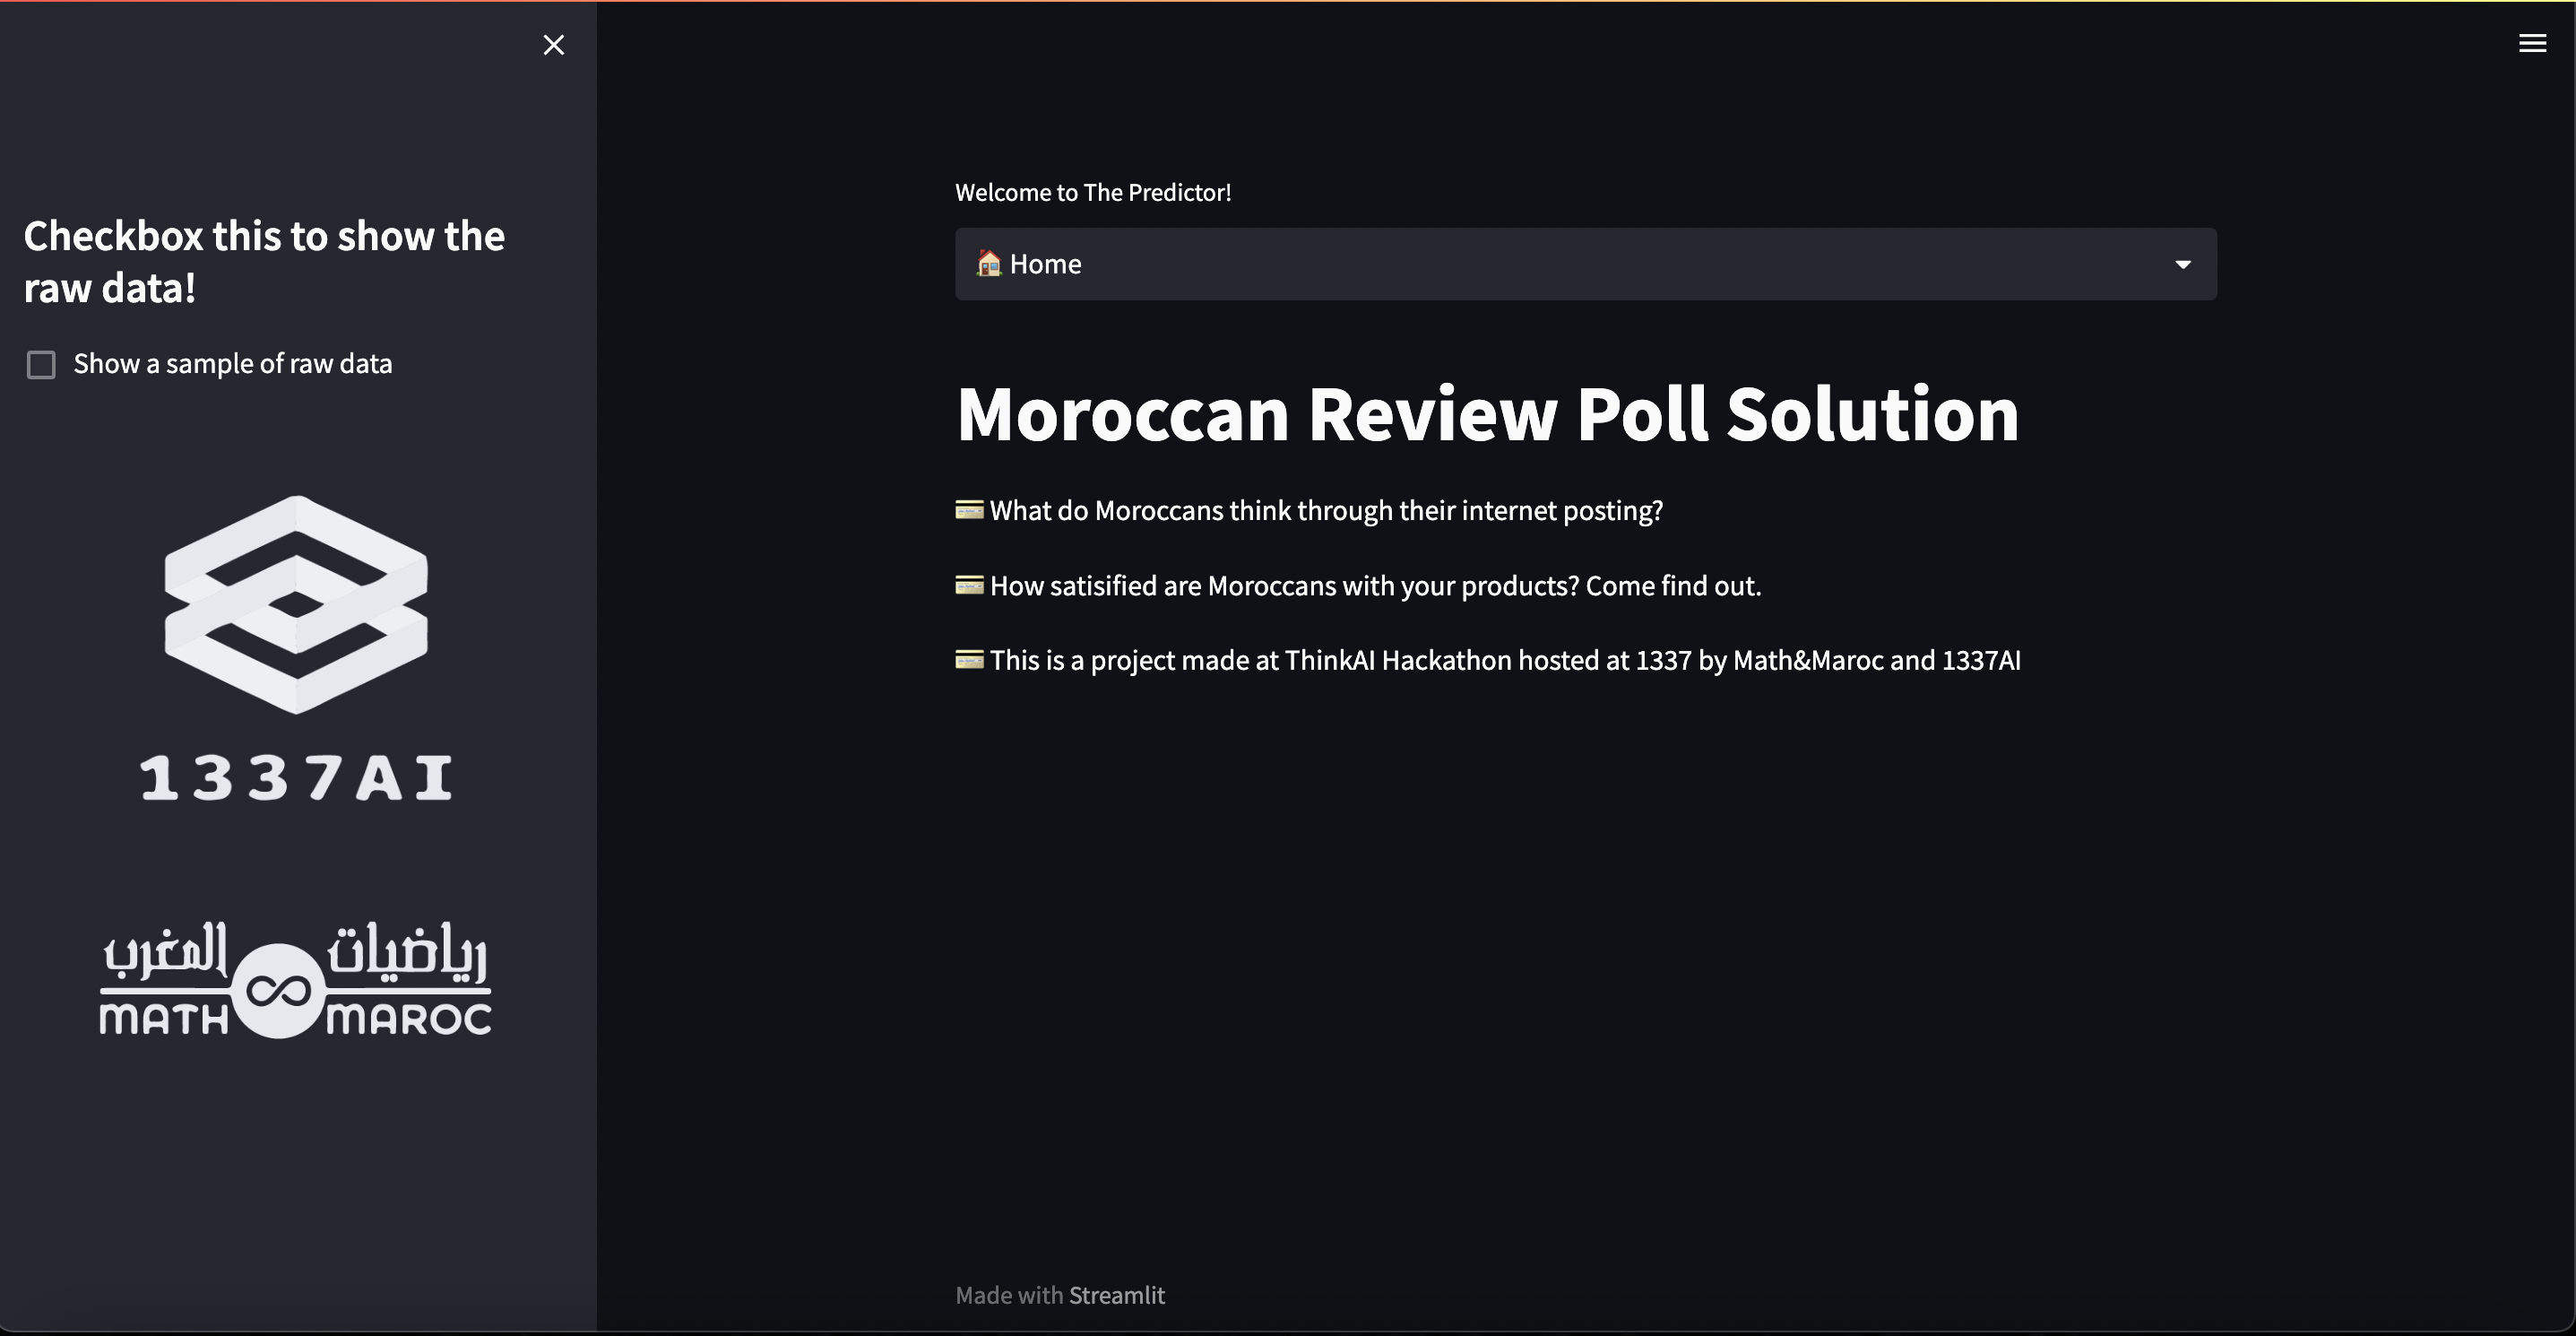 Checkbox this to show the
raw data!
Show a sample of raw data
1337AI
رياضيات المغرب
MATH MAROC
Welcome to The Predictor!
🏠 Home
Moroccan Review Poll Solution
💳 What do Moroccans think through their internet posting?
💳 How satisified are Moroccans with your products? Come find out.
💳 This is a project made at ThinkAI Hackathon hosted at 1337 by Math&Maroc and 1337AI
Made with Streamlit